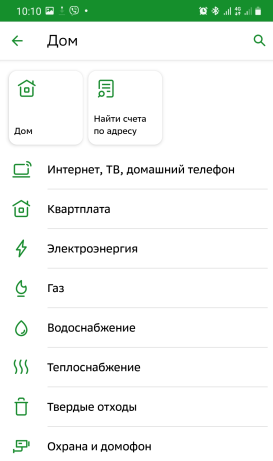 10:10
Дом
Дом
Найти счета
по адресу
Интернет, ТВ, домашний телефон
Квартплата
Электроэнергия
Газ
Водоснабжение
Теплоснабжение
Твердые отходы
Охрана и домофон